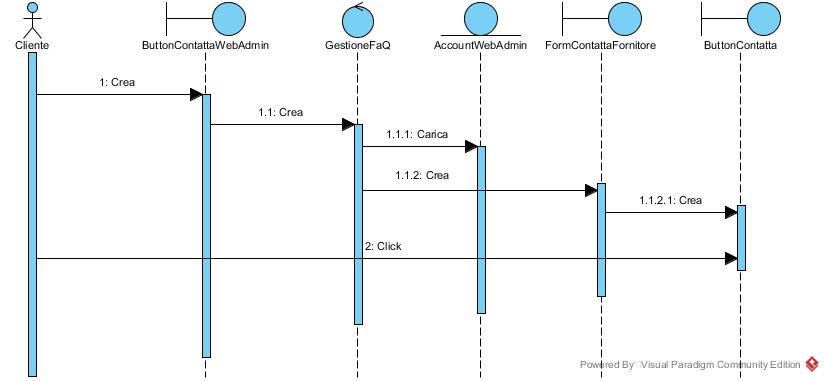 Cliente
ButtonContattaWebAdmin
GestioneFaQ
AccountWebAdmin
FormContattaFornitore
ButtonContatta
1: Crea
1.1: Crea
1.1.1: Carica
1.1.2: Crea
1.1.2.1: Crea
2: Click
Powered By Visual Paradigm Community Edition